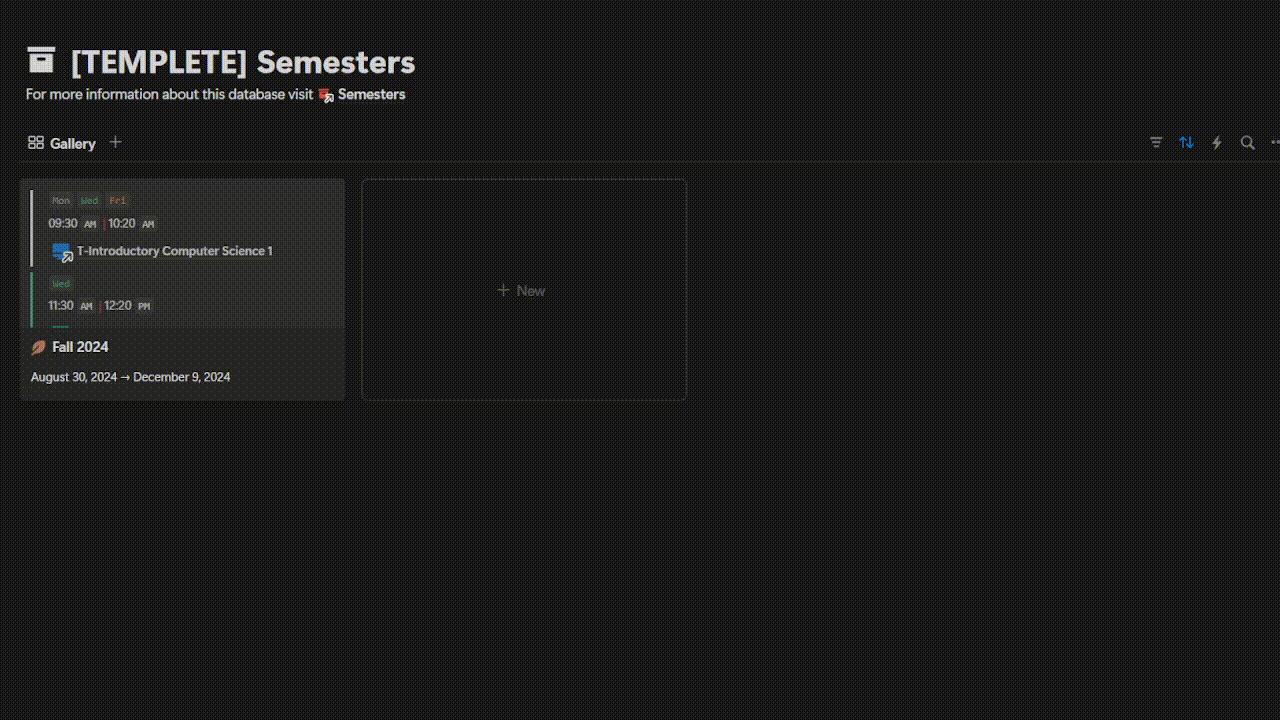 [TEMPLETE] Semesters
For more information about this database visit Semesters
Gallery
Mon Wed Fri
09:30 AM | 10:20 AM
T-Introductory Computer Science 1
Wed
11:30 AM | 12:20 PM
New
Fall 2024
August 30, 2024 → December 9, 2024